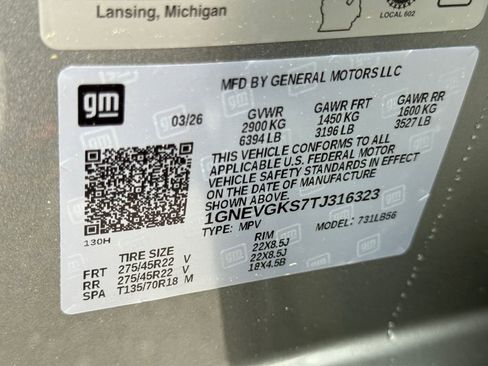 Lansing, Michigan
LOCAL 602
gm
MFD BY GENERAL MOTORS LLC
03/26
GVWR GAWR FRT GAWR RR
2900 KG 1450 KG 1600 KG
6394 LB 3196 LB 3527 LB
THIS VEHICLE CONFORMS TO ALL
APPLICABLE U.S. FEDERAL MOTOR
VEHICLE SAFETY STANDARDS IN EFFECT
ON THE DATE OF MANUFACTURE
SHOWN ABOVE.
1GNEVGKS7TJ316323
TYPE: MPV MODEL: 731LB56
130H
TIRE SIZE RIM
FRT 275/45R22 V 22X8.5J
RR 275/45R22 V 22X8.5J
SPA T135/70R18 M 18X4.5B